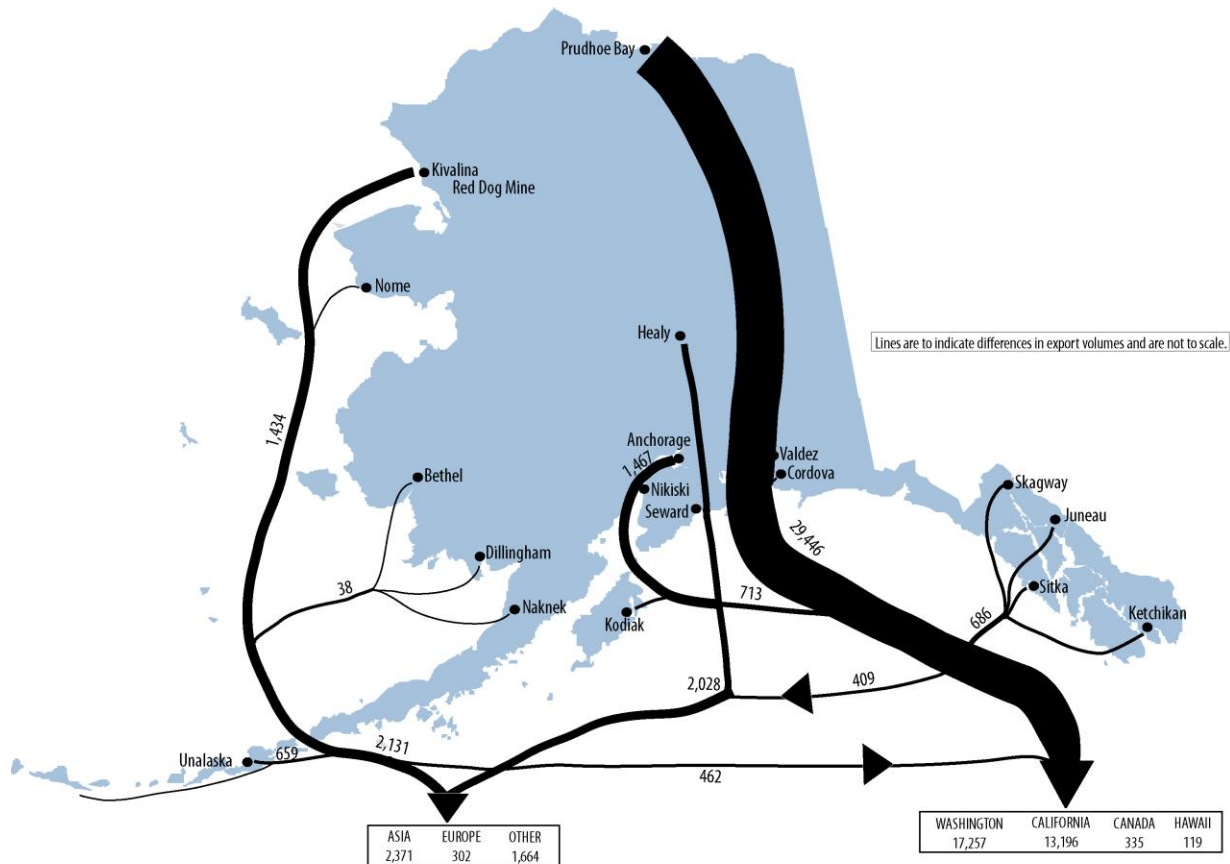 Prudhoe Bay
Kivalina
Red Dog Mine
Nome
Healy
Lines are to indicate differences in export volumes and are not to scale.
1,434
Anchorage
1,467
Valdez
Bethel
Cordova
Nikiski
Skagway
Seward
Juneau
29,446
Dillingham
38
713
Sitka
Naknek
Kodiak
686
Ketchikan
2,028
409
Unalaska
659
2,131
462
ASIA EUROPE OTHER
2,371 302 1,664
WASHINGTON CALIFORNIA CANADA HAWAII
17,257 13,196 335 119